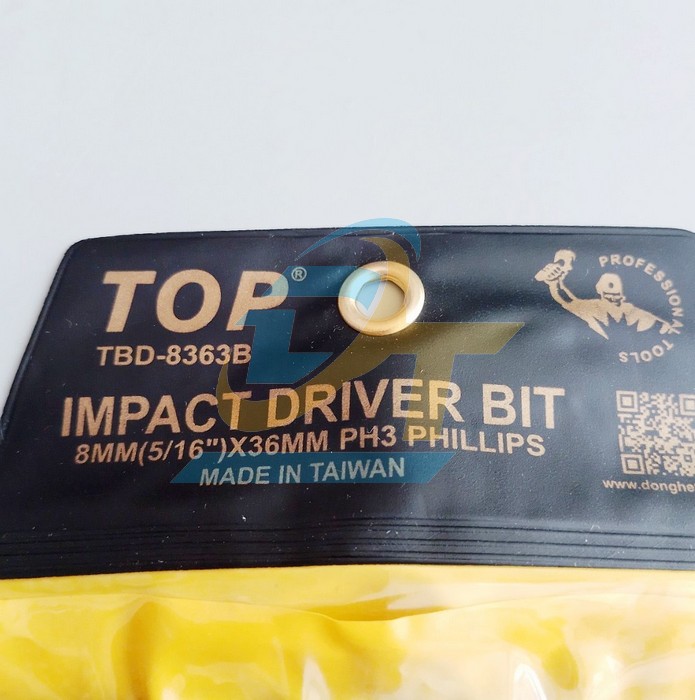 TOP®
TBD-8363B
IMPACT DRIVER BIT
8MM(5/16")X36MM PH3 PHILLIPS
MADE IN TAIWAN
PROFESSIONAL TOOLS
www.donghe
DT